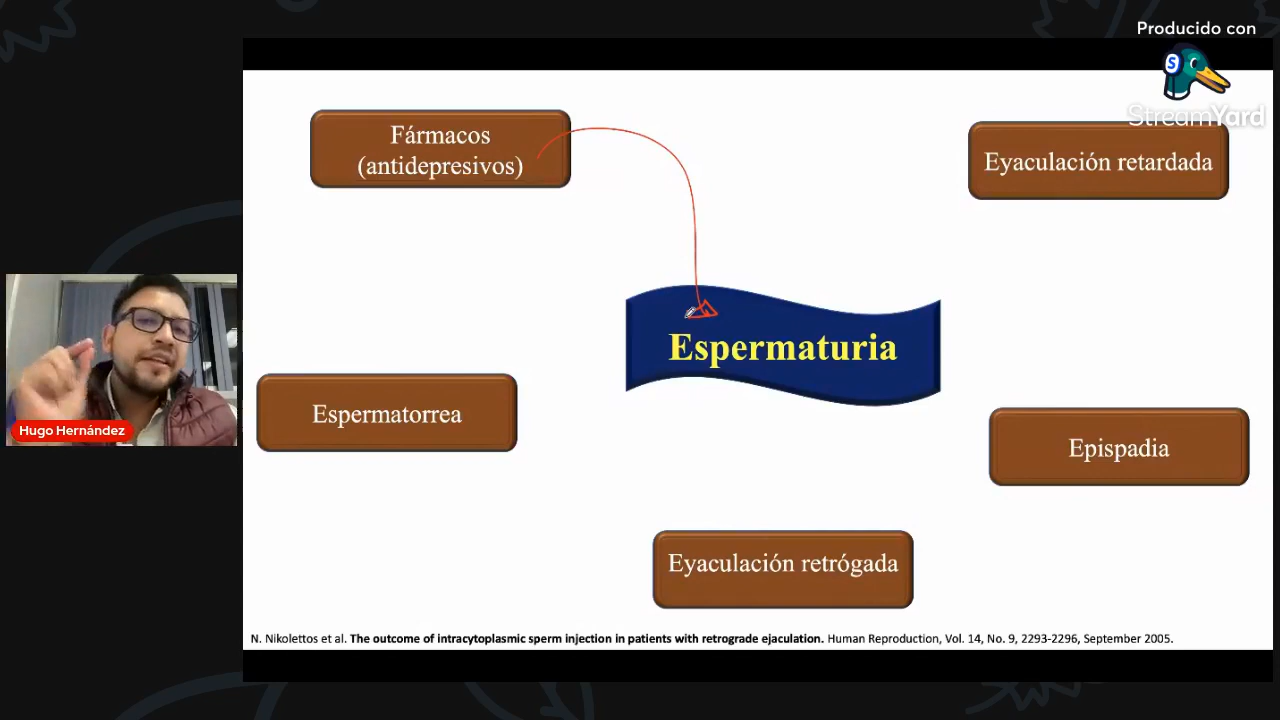 Producido con
StreamYard
Fármacos
(antidepresivos)
Eyaculación retardada
Espermaturia
Espermatorrea
Hugo Hernández
Epispadia
Eyaculación retrógada
N. Nikolettos et al. The outcome of intracytoplasmic sperm injection in patients with retrograde ejaculation. Human Reproduction, Vol. 14, No. 9, 2293-2296, September 2005.